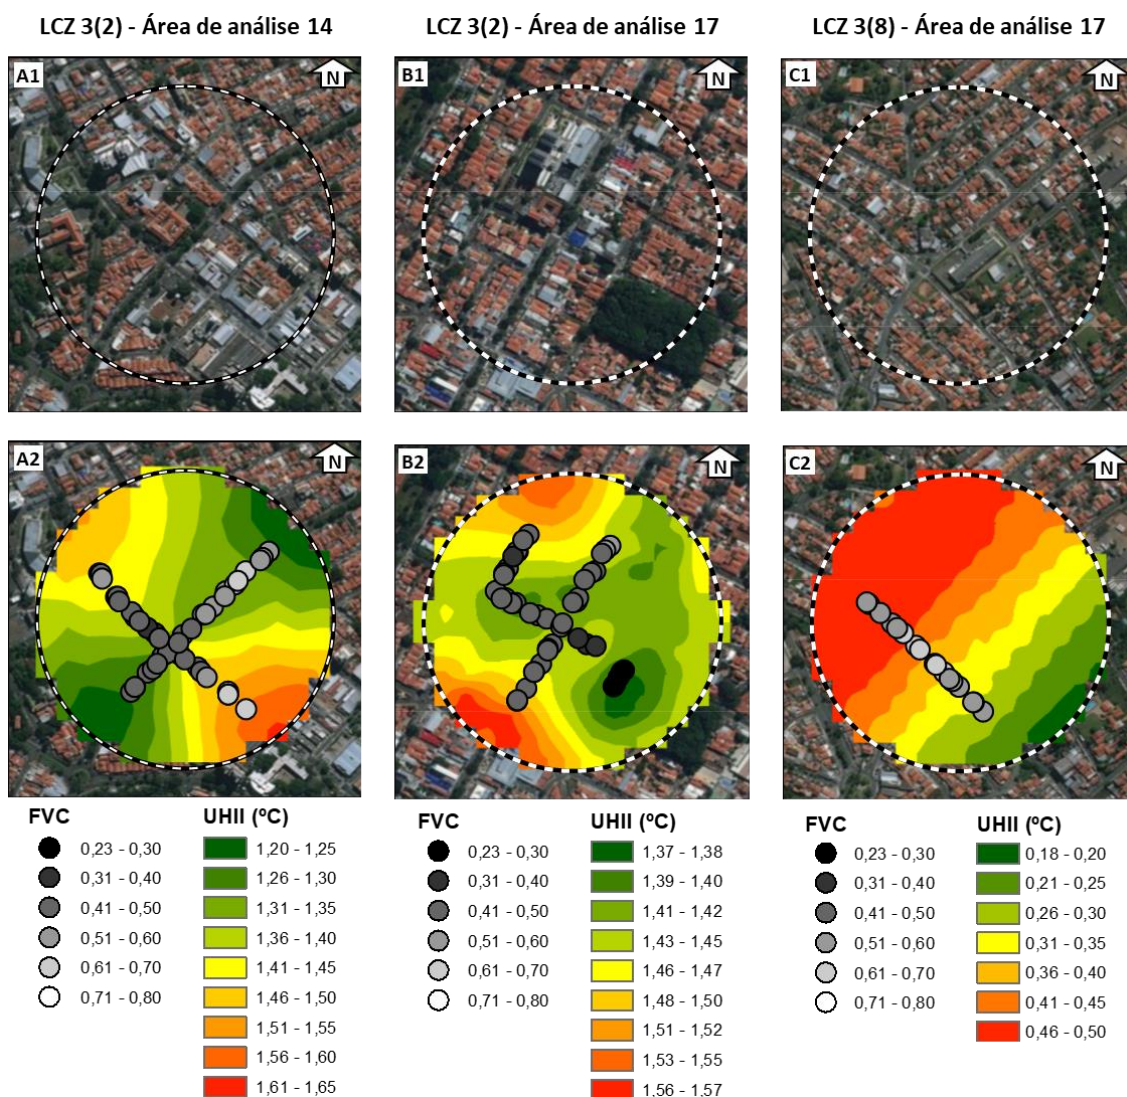 LCZ 3(2) - Área de análise 14
LCZ 3(2) - Área de análise 17
LCZ 3(8) - Área de análise 17
A1
N
B1
N
C1
N
A2
N
B2
N
C2
N
FVC
0,23 - 0,30
0,31 - 0,40
0,41 - 0,50
0,51 - 0,60
0,61 - 0,70
0,71 - 0,80
UHII (ºC)
1,20 - 1,25
1,26 - 1,30
1,31 - 1,35
1,36 - 1,40
1,41 - 1,45
1,46 - 1,50
1,51 - 1,55
1,56 - 1,60
1,61 - 1,65
FVC
0,23 - 0,30
0,31 - 0,40
0,41 - 0,50
0,51 - 0,60
0,61 - 0,70
0,71 - 0,80
UHII (ºC)
1,37 - 1,38
1,39 - 1,40
1,41 - 1,42
1,43 - 1,45
1,46 - 1,47
1,48 - 1,50
1,51 - 1,52
1,53 - 1,55
1,56 - 1,57
FVC
0,23 - 0,30
0,31 - 0,40
0,41 - 0,50
0,51 - 0,60
0,61 - 0,70
0,71 - 0,80
UHII (ºC)
0,18 - 0,20
0,21 - 0,25
0,26 - 0,30
0,31 - 0,35
0,36 - 0,40
0,41 - 0,45
0,46 - 0,50